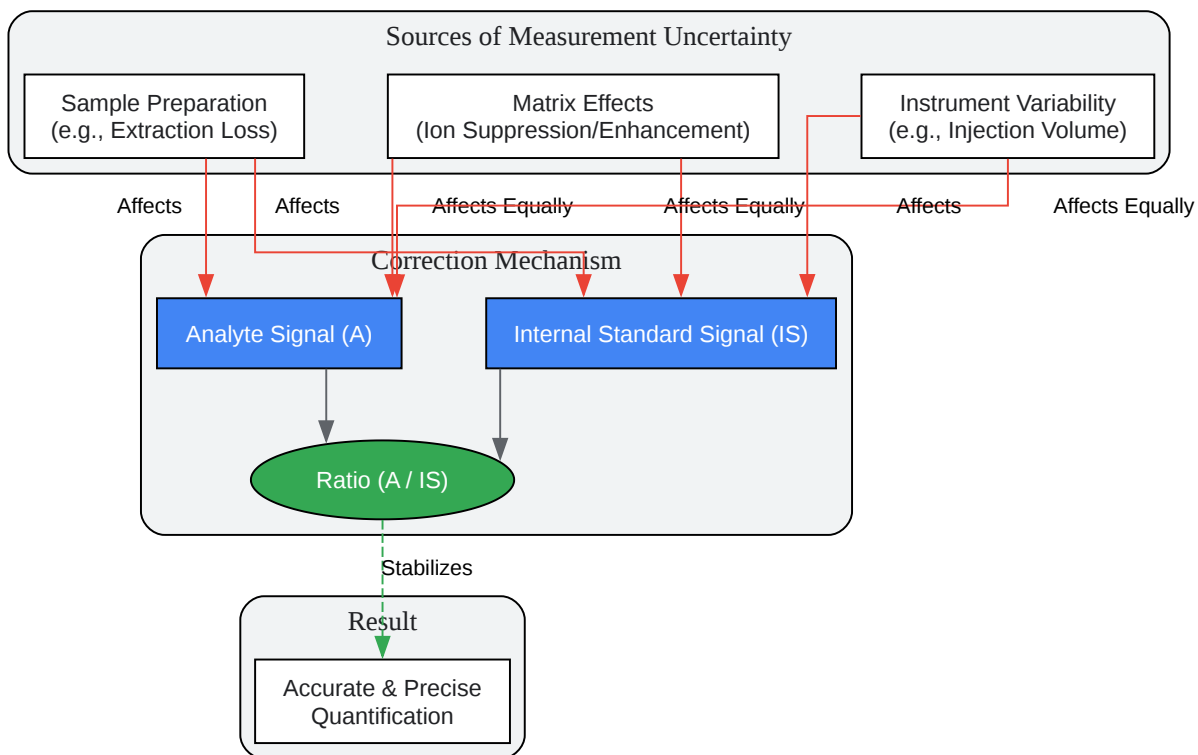 Sources of Measurement Uncertainty
Sample Preparation
(e.g., Extraction Loss)
Matrix Effects
(Ion Suppression/Enhancement)
Instrument Variability
(e.g., Injection Volume)
Affects
Affects
Affects Equally
Affects Equally
Affects
Affects Equally
Correction Mechanism
Analyte Signal (A)
Internal Standard Signal (IS)
Ratio (A / IS)
Stabilizes
Result
Accurate & Precise
Quantification